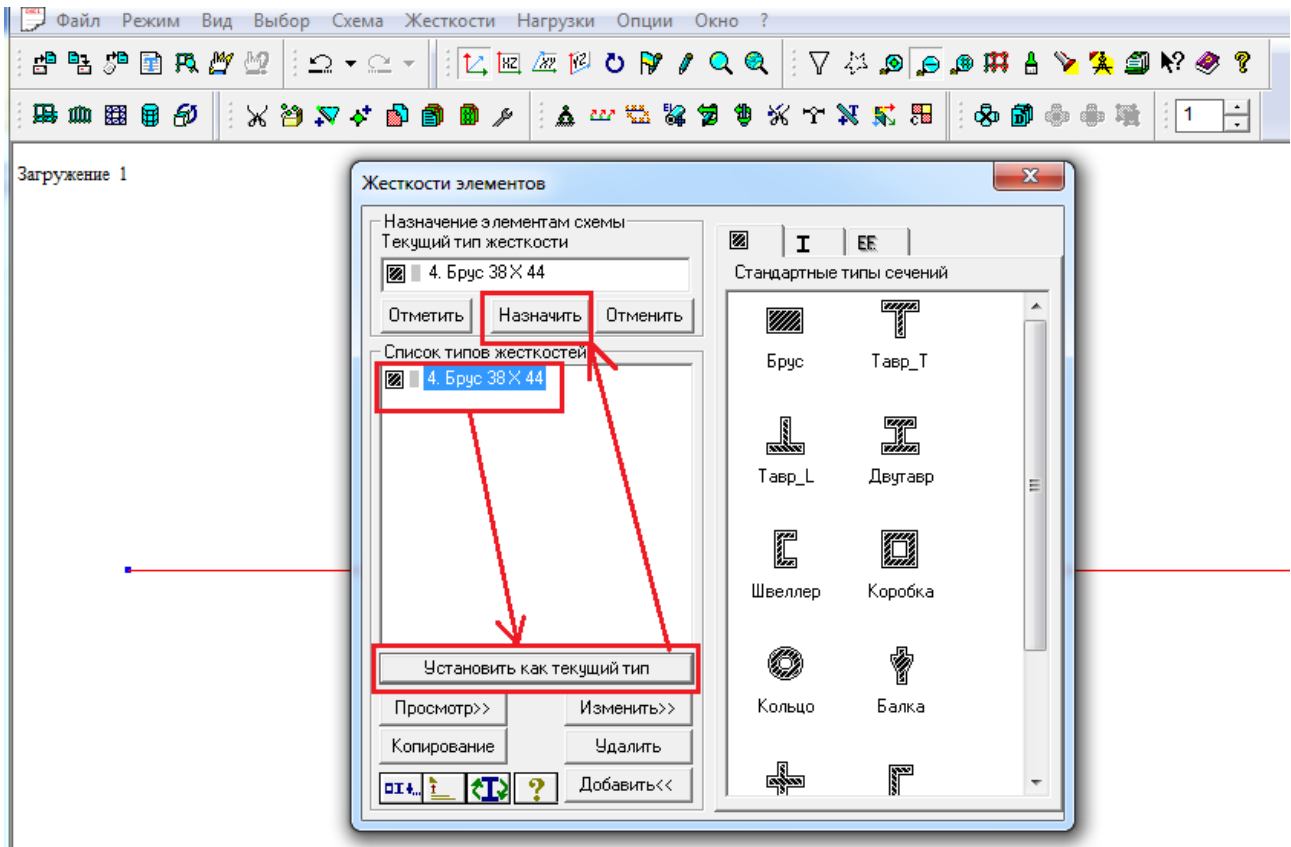 Файл Режим Вид Выбор Схема Жесткости Нагрузки Опции Окно ?
1
Загружение 1
Жесткости элементов
Назначение элементам схемы
Текущий тип жесткости
4. Брус 38 X 44
Отметить Назначить Отменить
Список типов жесткостей
4. Брус 38 X 44
Установить как текущий тип
Просмотр>> Изменить>>
Копирование Удалить
Добавить<<
Стандартные типы сечений
Брус Тавр_T
Тавр_L Двутавр
Швеллер Коробка
Кольцо Балка